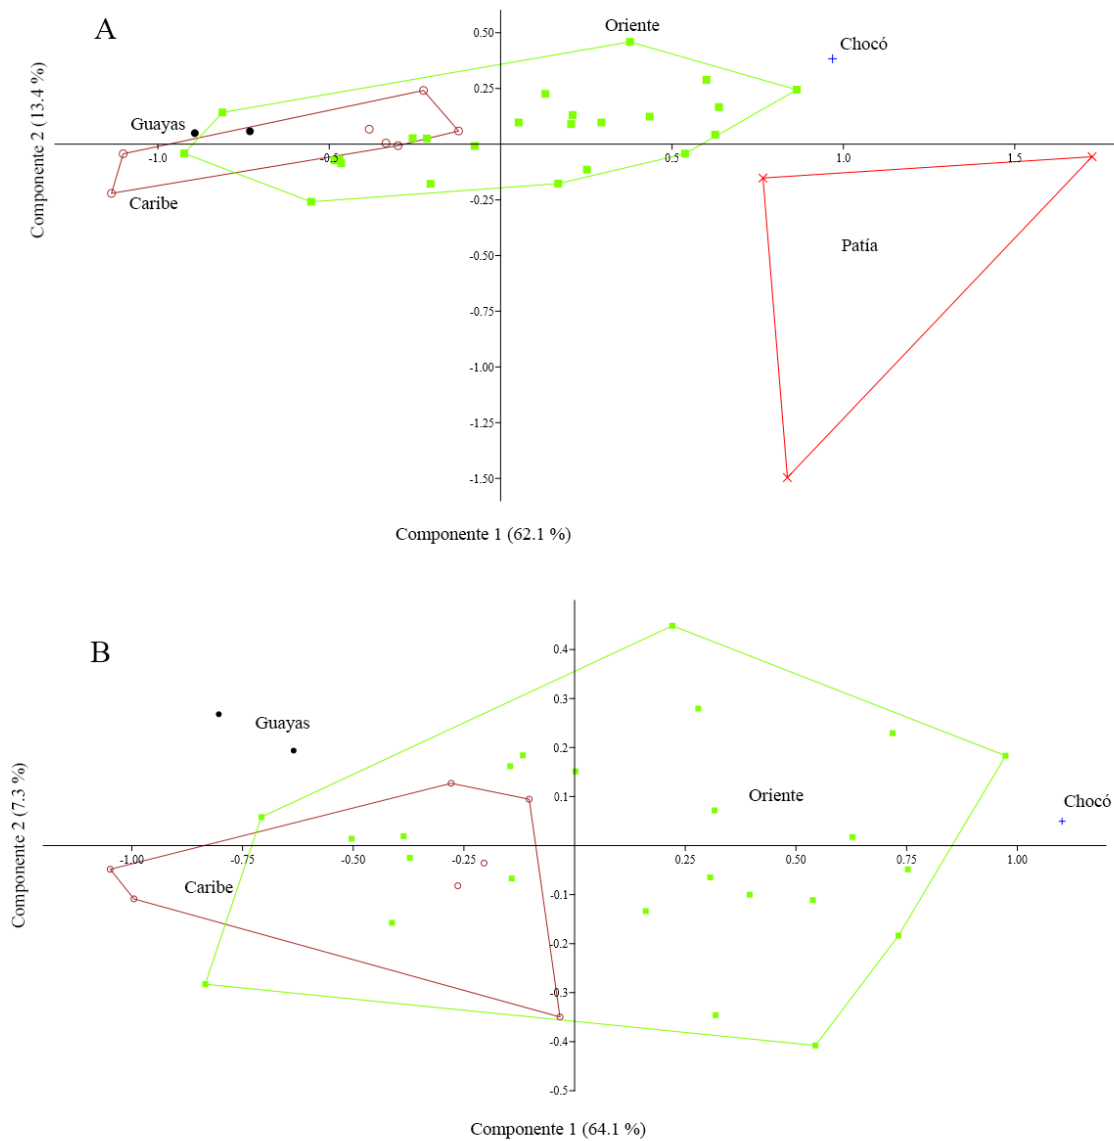 A
Oriente
Chocó
Guayas
Caribe
Patía
0.50
0.25
-0.25
-0.50
-0.75
-1.00
-1.25
-1.50
-1.0
-0.5
0.5
1.0
1.5
Componente 2 (13.4 %)
Componente 1 (62.1 %)
B
Guayas
Oriente
Chocó
Caribe
0.4
0.3
0.2
0.1
-0.1
-0.2
-0.3
-0.4
-0.5
-1.00
-0.75
-0.50
-0.25
0.25
0.50
0.75
1.00
Componente 2 (7.3 %)
Componente 1 (64.1 %)